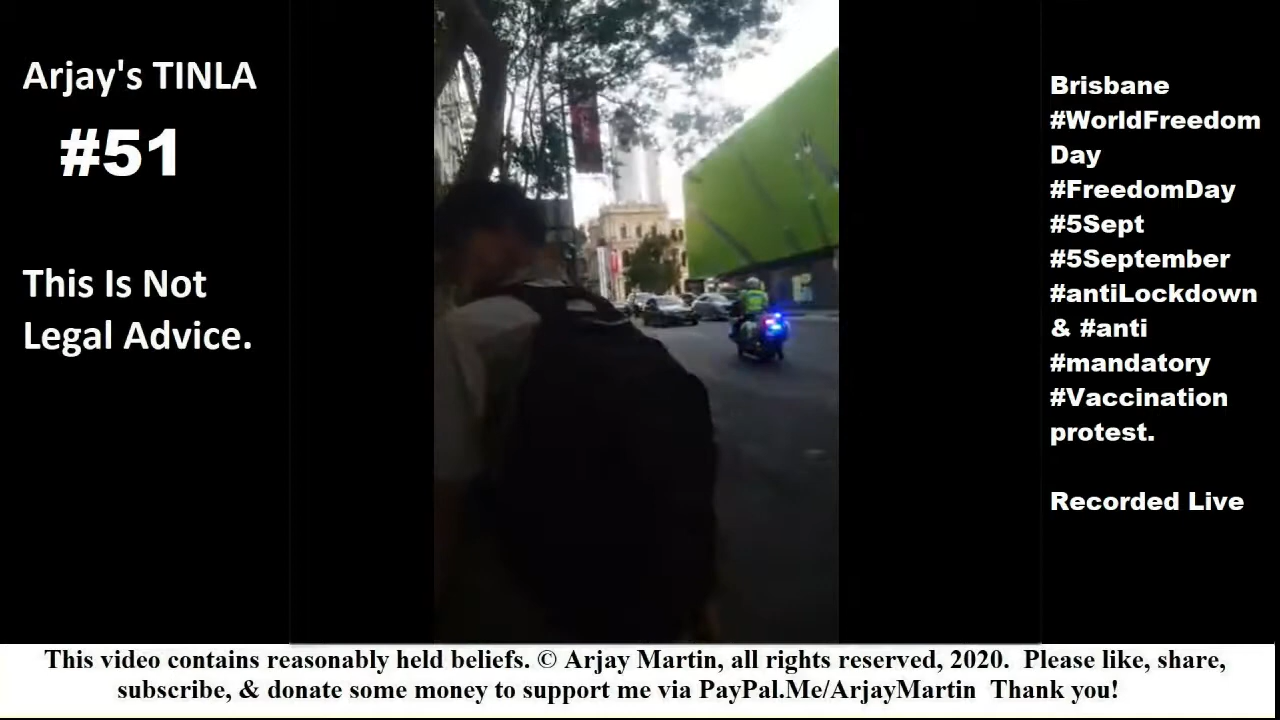 Arjay's TINLA
#51
This Is Not
Legal Advice.
Brisbane
#WorldFreedom
Day
#FreedomDay
#5Sept
#5September
#antiLockdown
& #anti
#mandatory
#Vaccination
protest.
Recorded Live
This video contains reasonably held beliefs. © Arjay Martin, all rights reserved, 2020.  Please like, share,
subscribe, & donate some money to support me via PayPal.Me/ArjayMartin  Thank you!